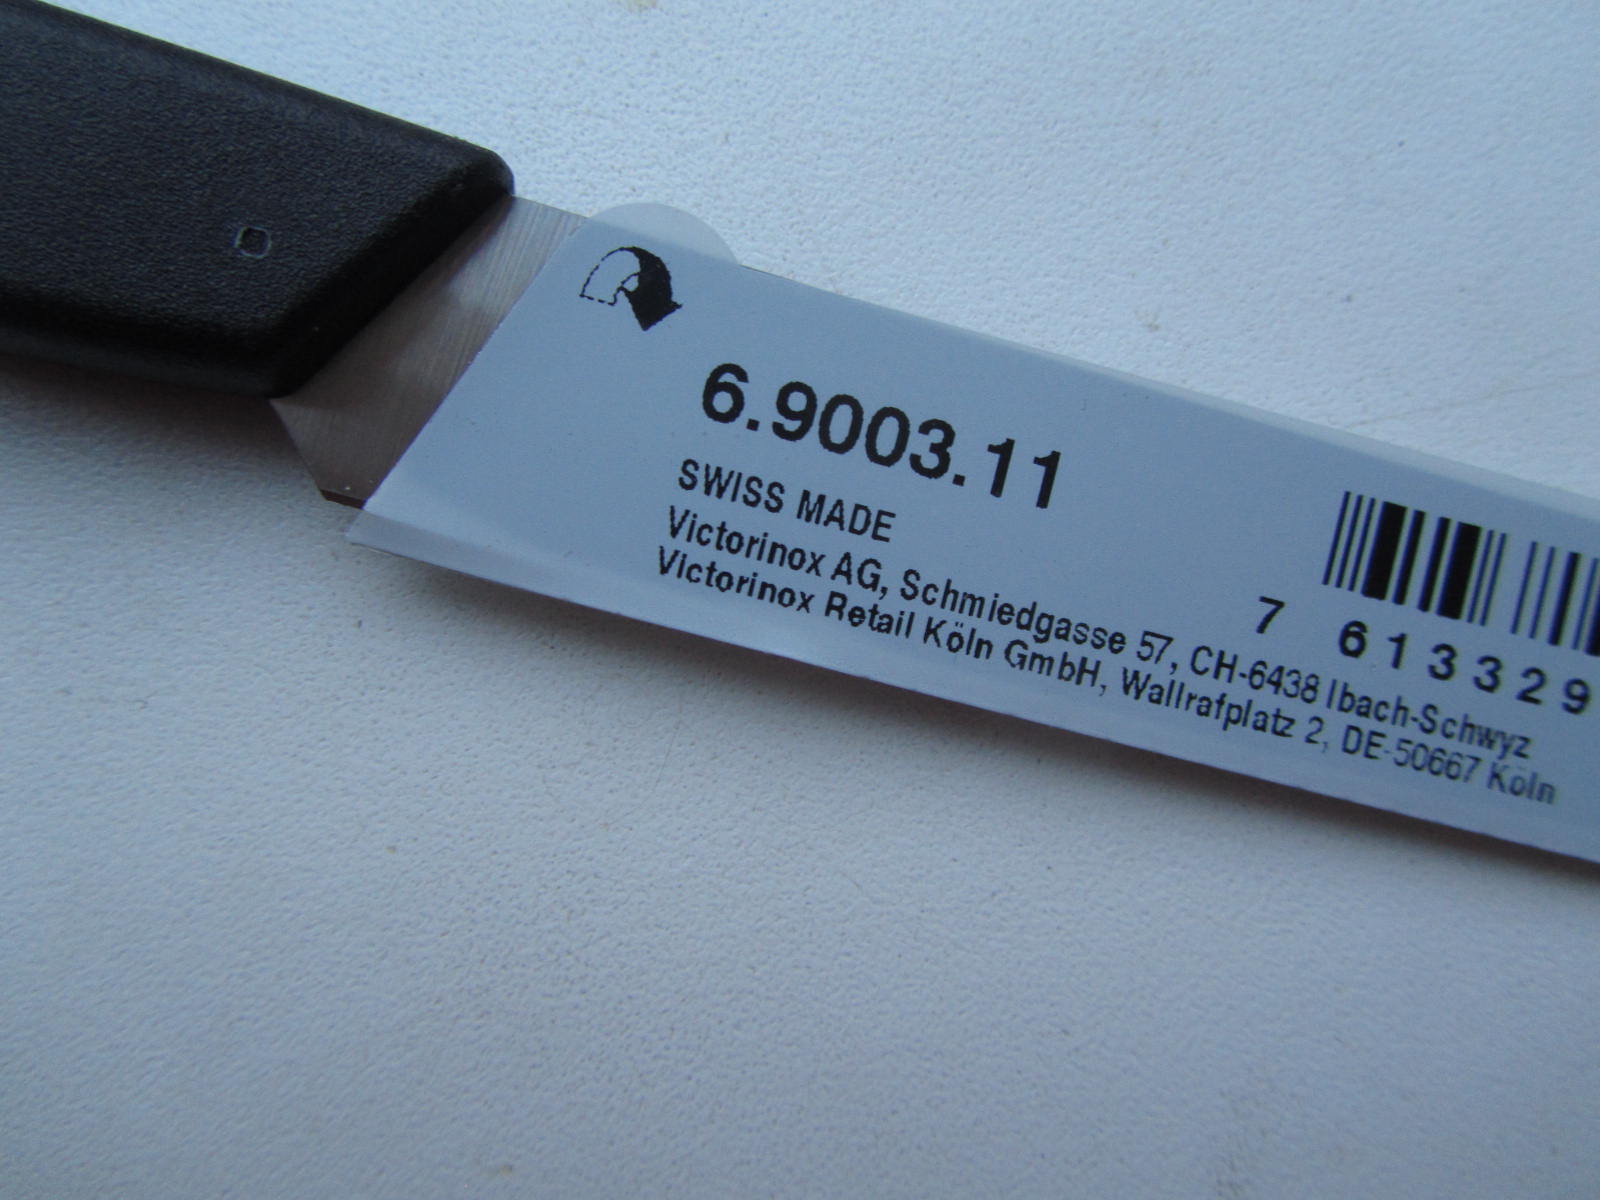 6.9003.11
SWISS MADE
Victorinox AG, Schmiedgasse 57, CH-6438 Ibach-Schwyz
Victorinox Retail Köln GmbH, Wallrafplatz 2, DE-50667 Köln
7 613329